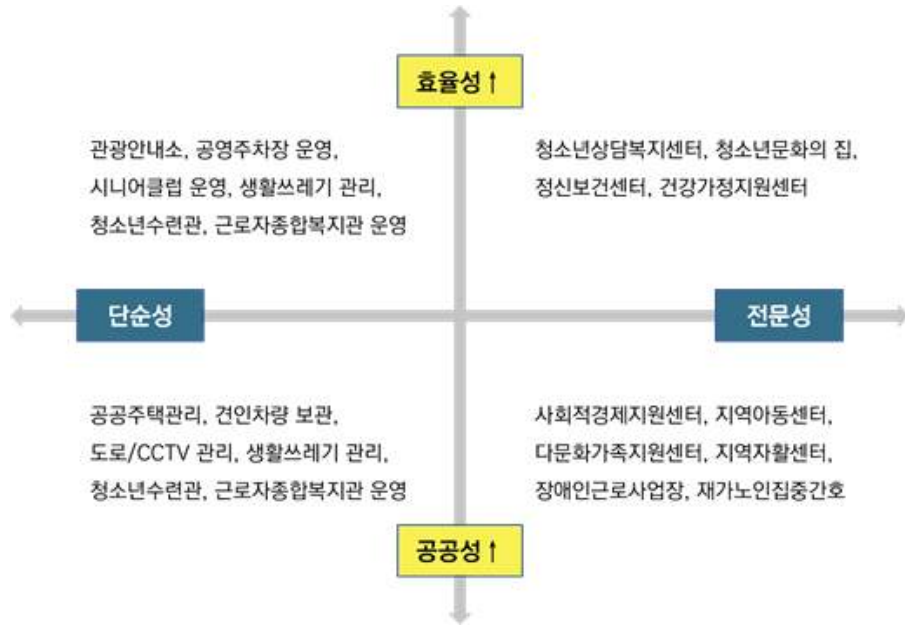 효율성 ↑
관광안내소, 공영주차장 운영,
시니어클럽 운영, 생활쓰레기 관리,
청소년수련관, 근로자종합복지관 운영
청소년상담복지센터, 청소년문화의 집,
정신보건센터, 건강가정지원센터
단순성
전문성
공공주택관리, 견인차량 보관,
도로/CCTV 관리, 생활쓰레기 관리,
청소년수련관, 근로자종합복지관 운영
사회적경제지원센터, 지역아동센터,
다문화가족지원센터, 지역자활센터,
장애인근로사업장, 재가노인집중간호
공공성 ↑